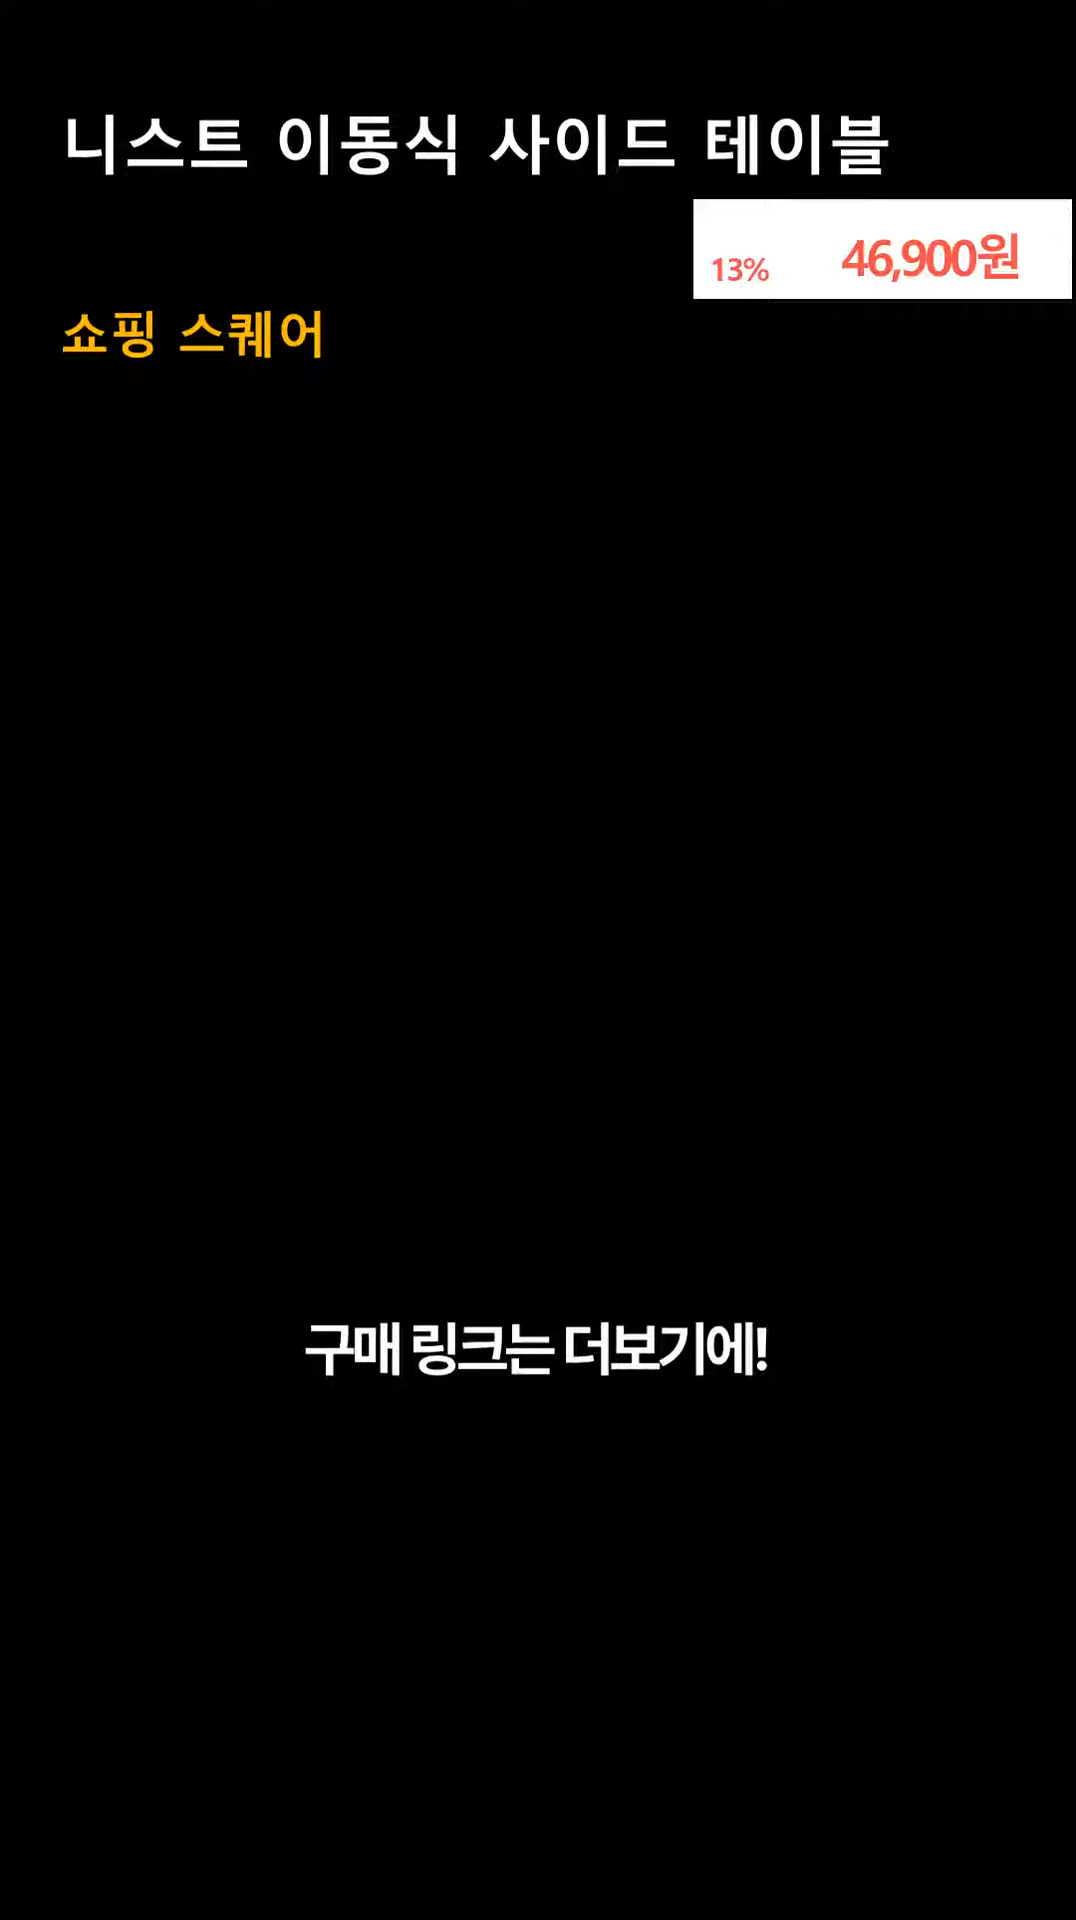 니스트 이동식 사이드 테이블
13% 46,900원
쇼핑 스퀘어
구매 링크는 더보기에!